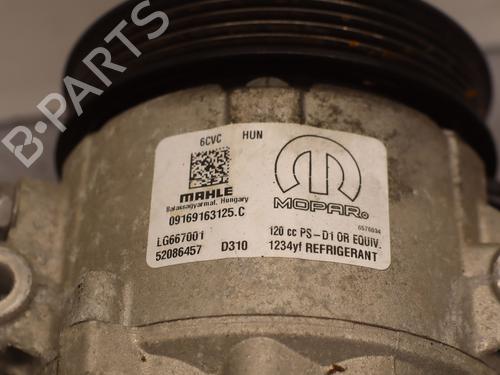 6CVC HUN
MAHLE
Balassagyarmat, Hungary
09169163125.C
MOPAR®
6576034
LG667001
120 cc PS-D1 OR EQUIV.
52086457 D310
1234yf REFRIGERANT
B-Parts